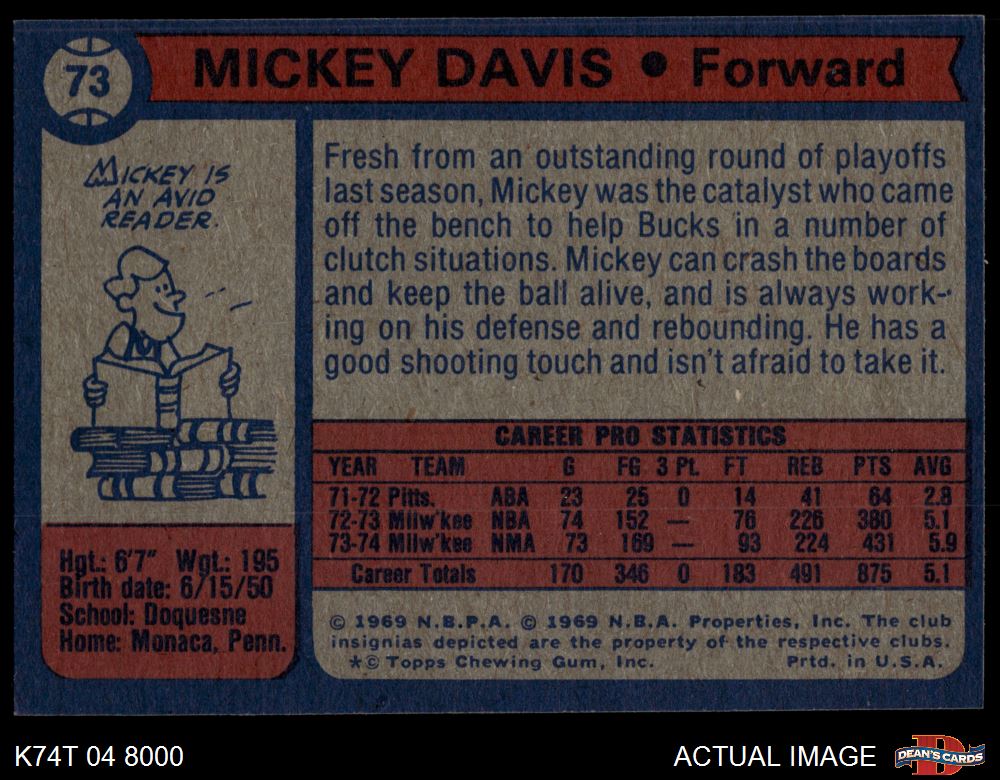 73
MICKEY DAVIS • Forward
MICKEY IS
AN AVID
READER.
Fresh from an outstanding round of playoffs
last season, Mickey was the catalyst who came
off the bench to help Bucks in a number of
clutch situations. Mickey can crash the boards
and keep the ball alive, and is always work-
ing on his defense and rebounding. He has a
good shooting touch and isn't afraid to take it.
CAREER PRO STATISTICS
YEAR TEAM G FG 3 Pt. FT REB PTS AVG
71-72 Pitts. ABA 23 25 0 14 41 64 2.8
72-73 Milw'kee NBA 74 152 — 76 226 380 5.1
73-74 Milw'kee NMA 73 169 — 93 224 431 5.9
Career Totals 170 346 0 183 491 875 5.1
Hgt.: 6'7" Wgt.: 195
Birth date: 6/15/50
School: Doquesne
Home: Monaca, Penn.
© 1969 N.B.P.A. © 1969 N.B.A. Properties, Inc. The club
insignias depicted are the property of the respective clubs.
*© Topps Chewing Gum, Inc. Prtd. in U.S.A.
K74T 04 8000
ACTUAL IMAGE
D
DEAN'S CARDS